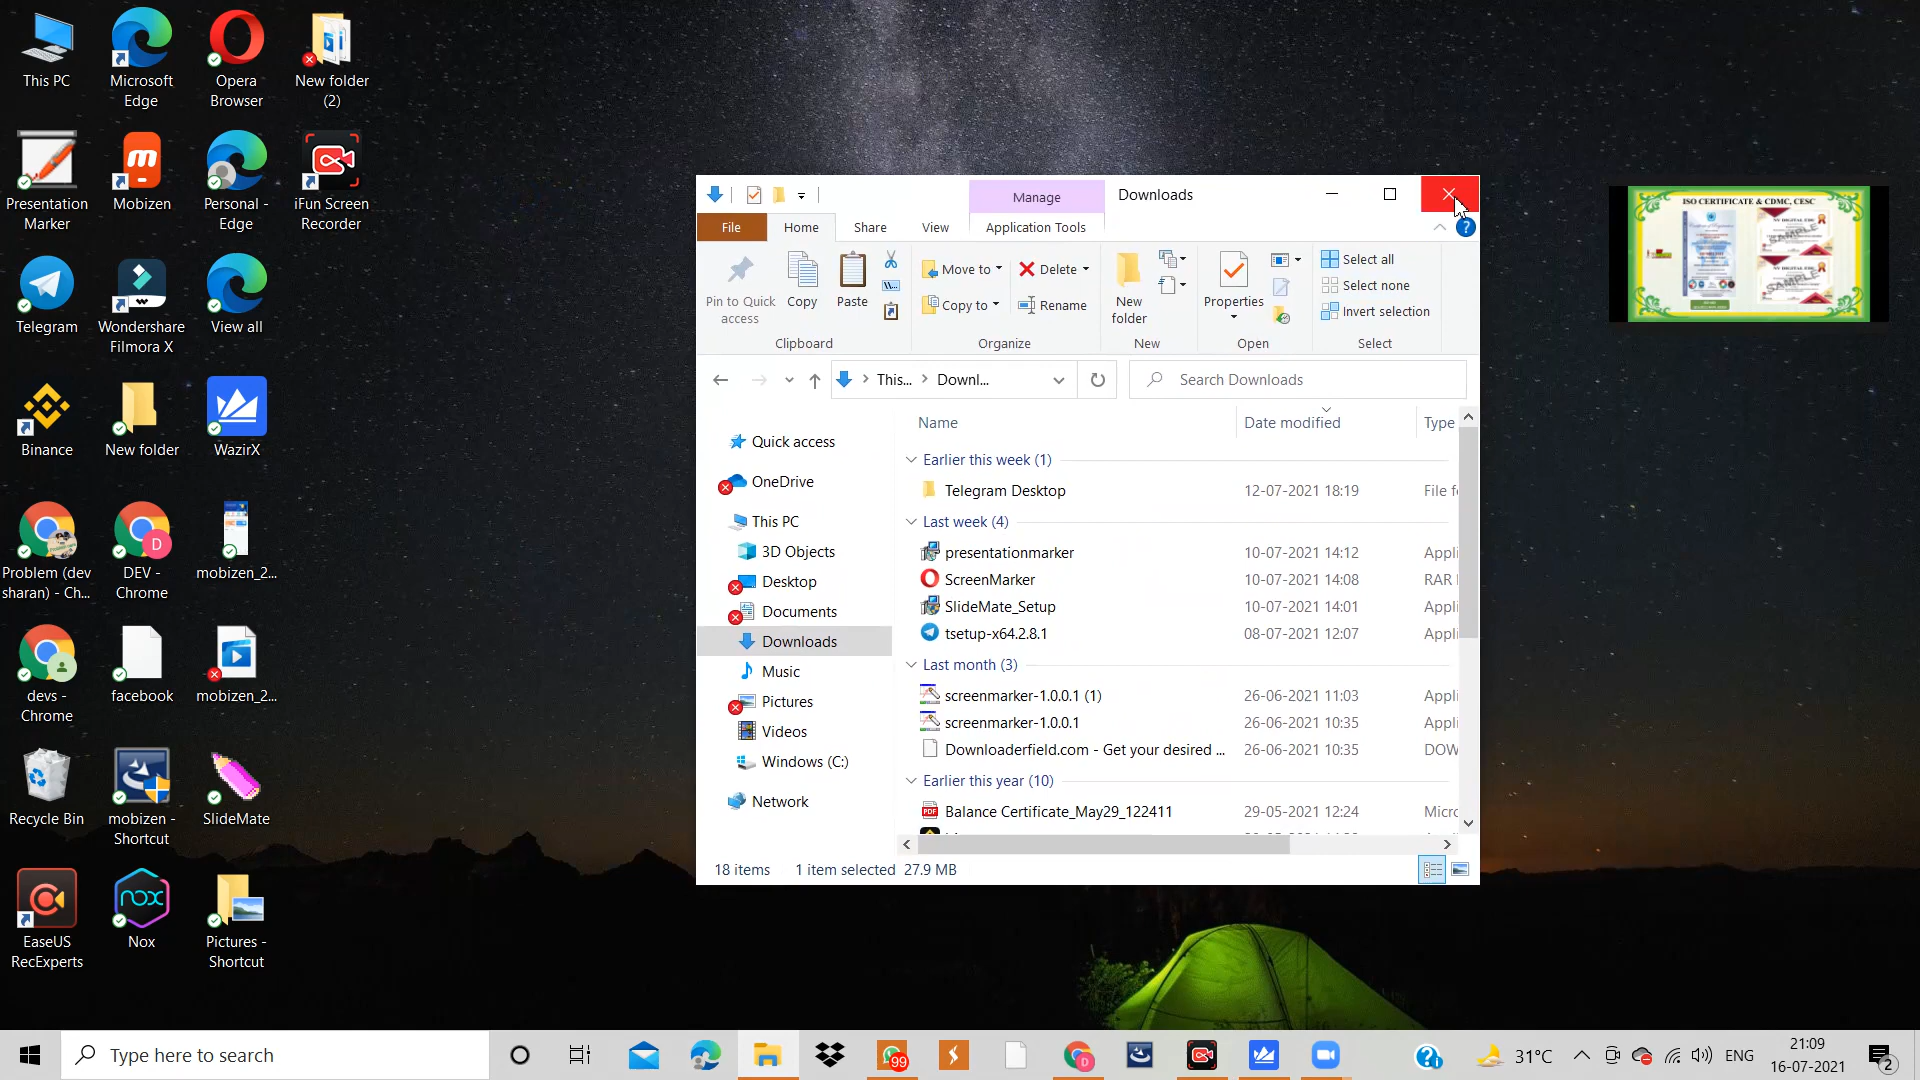 This PC
Microsoft
Edge
Opera
Browser
New folder
(2)
Presentation
Marker
Mobizen
Personal -
Edge
iFun Screen
Recorder
Telegram
Wondershare
Filmora X
View all
Binance
New folder
WazirX
Problem (dev
sharan) - Ch...
DEV -
Chrome
mobizen_2...
devs -
Chrome
facebook
mobizen_2...
Recycle Bin
mobizen -
Shortcut
SlideMate
EaseUS
RecExperts
Nox
Pictures -
Shortcut
Manage
Downloads
File
Home
Share
View
Application Tools
Pin to Quick
access
Copy
Paste
Move to
Copy to
Delete
Rename
New
folder
Properties
Select all
Select none
Invert selection
Clipboard
Organize
New
Open
Select
This...
Downl...
Search Downloads
Quick access
OneDrive
This PC
3D Objects
Desktop
Documents
Downloads
Music
Pictures
Videos
Windows (C:)
Network
Name
Date modified
Type
Earlier this week (1)
Telegram Desktop 12-07-2021 18:19 File f
Last week (4)
presentationmarker 10-07-2021 14:12 Appli
ScreenMarker 10-07-2021 14:08 RAR
SlideMate_Setup 10-07-2021 14:01 Appli
tsetup-x64.2.8.1 08-07-2021 12:07 Appli
Last month (3)
screenmarker-1.0.0.1 (1) 26-06-2021 11:03 Appli
screenmarker-1.0.0.1 26-06-2021 10:35 Appli
Downloaderfield.com - Get your desired ... 26-06-2021 10:35 DOW
Earlier this year (10)
Balance Certificate_May29_122411 29-05-2021 12:24 Micro
18 items 1 item selected 27.9 MB
ISO CERTIFICATE & CDMC, CESC
SAMPLE
SAMPLE
Type here to search
99
31°C
ENG
21:09
16-07-2021
2